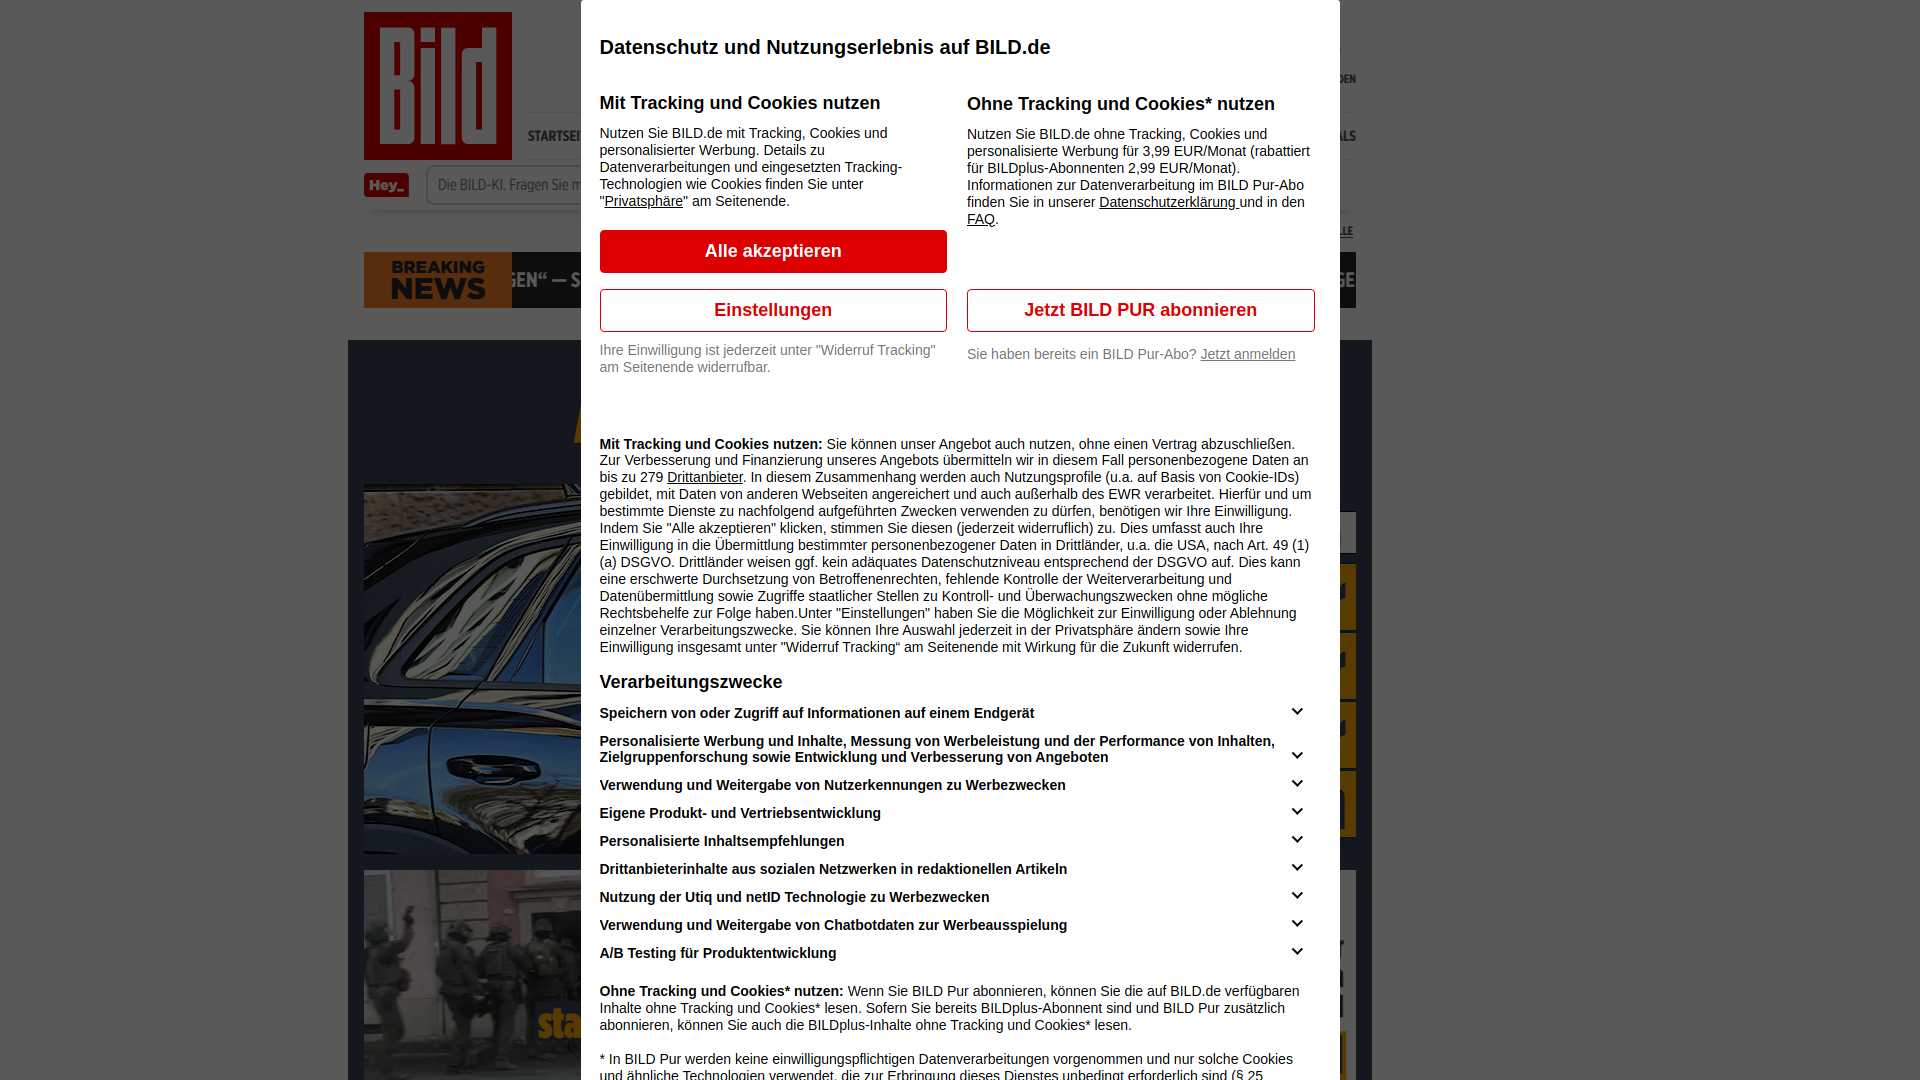 Bild
DEN
STARTSEI
ALS
Hey_
Die BILD-KI. Fragen Sie m
LLE
BREAKING
NEWS
GEN“ — S
GE
sta
Datenschutz und Nutzungserlebnis auf BILD.de
Mit Tracking und Cookies nutzen
Nutzen Sie BILD.de mit Tracking, Cookies und
personalisierter Werbung. Details zu
Datenverarbeitungen und eingesetzten Tracking-
Technologien wie Cookies finden Sie unter
"Privatsphäre" am Seitenende.
Alle akzeptieren
Einstellungen
Ihre Einwilligung ist jederzeit unter "Widerruf Tracking"
am Seitenende widerrufbar.
Ohne Tracking und Cookies* nutzen
Nutzen Sie BILD.de ohne Tracking, Cookies und
personalisierte Werbung für 3,99 EUR/Monat (rabattiert
für BILDplus-Abonnenten 2,99 EUR/Monat).
Informationen zur Datenverarbeitung im BILD Pur-Abo
finden Sie in unserer Datenschutzerklärung und in den
FAQ.
Jetzt BILD PUR abonnieren
Sie haben bereits ein BILD Pur-Abo? Jetzt anmelden
Mit Tracking und Cookies nutzen: Sie können unser Angebot auch nutzen, ohne einen Vertrag abzuschließen.
Zur Verbesserung und Finanzierung unseres Angebots übermitteln wir in diesem Fall personenbezogene Daten an
bis zu 279 Drittanbieter. In diesem Zusammenhang werden auch Nutzungsprofile (u.a. auf Basis von Cookie-IDs)
gebildet, mit Daten von anderen Webseiten angereichert und auch außerhalb des EWR verarbeitet. Hierfür und um
bestimmte Dienste zu nachfolgend aufgeführten Zwecken verwenden zu dürfen, benötigen wir Ihre Einwilligung.
Indem Sie "Alle akzeptieren" klicken, stimmen Sie diesen (jederzeit widerruflich) zu. Dies umfasst auch Ihre
Einwilligung in die Übermittlung bestimmter personenbezogener Daten in Drittländer, u.a. die USA, nach Art. 49 (1)
(a) DSGVO. Drittländer weisen ggf. kein adäquates Datenschutzniveau entsprechend der DSGVO auf. Dies kann
eine erschwerte Durchsetzung von Betroffenenrechten, fehlende Kontrolle der Weiterverarbeitung und
Datenübermittlung sowie Zugriffe staatlicher Stellen zu Kontroll- und Überwachungszwecken ohne mögliche
Rechtsbehelfe zur Folge haben.Unter "Einstellungen" haben Sie die Möglichkeit zur Einwilligung oder Ablehnung
einzelner Verarbeitungszwecke. Sie können Ihre Auswahl jederzeit in der Privatsphäre ändern sowie Ihre
Einwilligung insgesamt unter "Widerruf Tracking“ am Seitenende mit Wirkung für die Zukunft widerrufen.
Verarbeitungszwecke
Speichern von oder Zugriff auf Informationen auf einem Endgerät
Personalisierte Werbung und Inhalte, Messung von Werbeleistung und der Performance von Inhalten,
Zielgruppenforschung sowie Entwicklung und Verbesserung von Angeboten
Verwendung und Weitergabe von Nutzerkennungen zu Werbezwecken
Eigene Produkt- und Vertriebsentwicklung
Personalisierte Inhaltsempfehlungen
Drittanbieterinhalte aus sozialen Netzwerken in redaktionellen Artikeln
Nutzung der Utiq und netID Technologie zu Werbezwecken
Verwendung und Weitergabe von Chatbotdaten zur Werbeausspielung
A/B Testing für Produktentwicklung
Ohne Tracking und Cookies* nutzen: Wenn Sie BILD Pur abonnieren, können Sie die auf BILD.de verfügbaren
Inhalte ohne Tracking und Cookies* lesen. Sofern Sie bereits BILDplus-Abonnent sind und BILD Pur zusätzlich
abonnieren, können Sie auch die BILDplus-Inhalte ohne Tracking und Cookies* lesen.
* In BILD Pur werden keine einwilligungspflichtigen Datenverarbeitungen vorgenommen und nur solche Cookies
und ähnliche Technologien verwendet, die zur Erbringung dieses Dienstes unbedingt erforderlich sind (§ 25